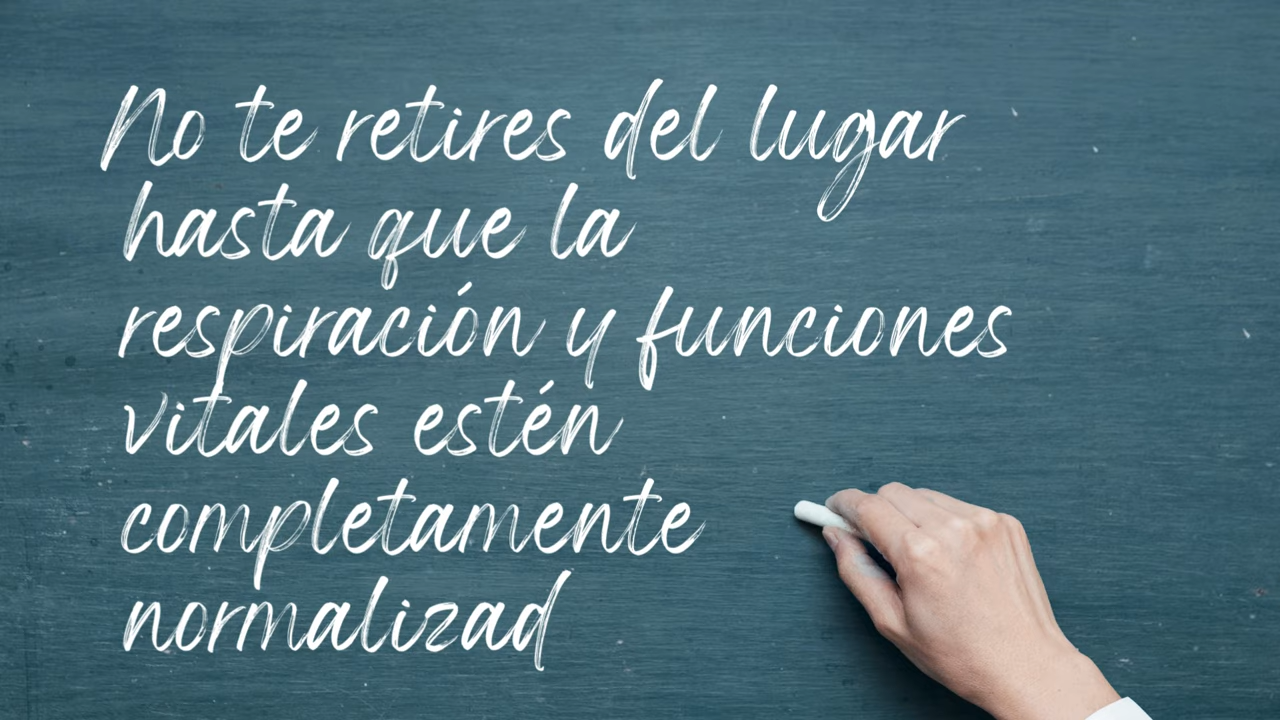 No te retires del lugar
hasta que la
respiración y funciones
vitales estén
completamente
normalizad